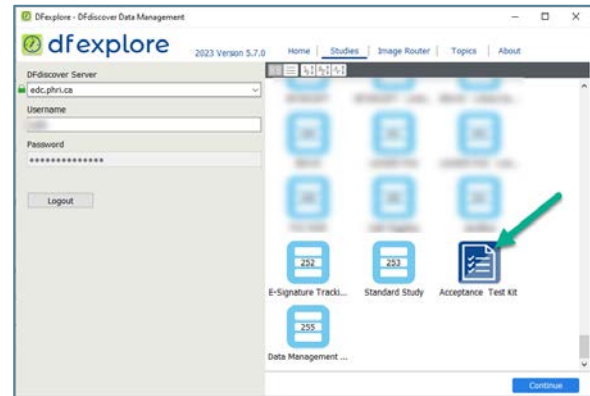 DFexplore - DFdiscover Data Management
dfexplore
2023 Version 5.7.0
Home | Studies | Image Router | Topics | About
DFdiscover Server
edc.phri.ca
Username
Password
Logout
252
253
E-Signature Tracki...
Standard Study
Acceptance Test Kit
255
Data Management ...
Continue